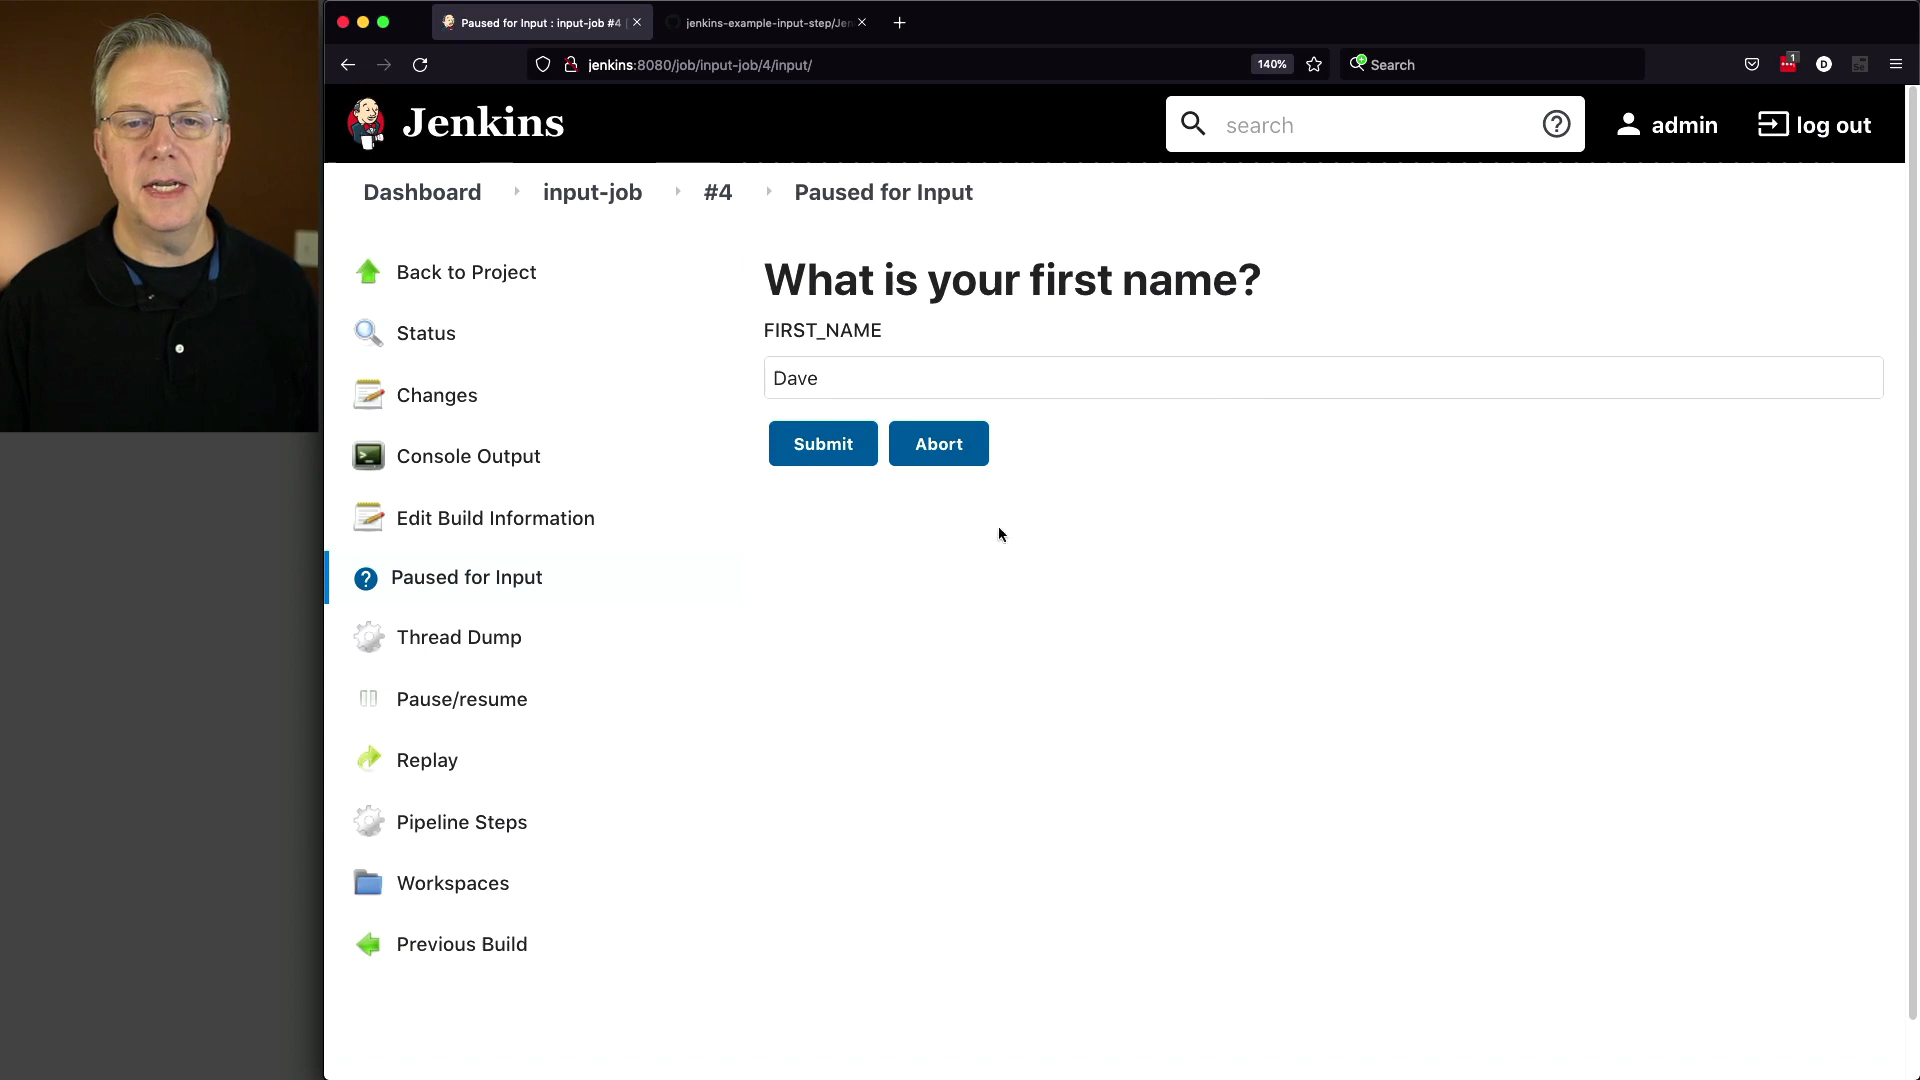 Paused for Input : input-job #4
jenkins-example-input-step/Jen
jenkins:8080/job/input-job/4/input/
140%
Search
1
D
Jenkins
search
admin
log out
Dashboard
input-job
#4
Paused for Input
Back to Project
Status
Changes
Console Output
Edit Build Information
Paused for Input
Thread Dump
Pause/resume
Replay
Pipeline Steps
Workspaces
Previous Build
What is your first name?
FIRST_NAME
Dave
Submit
Abort